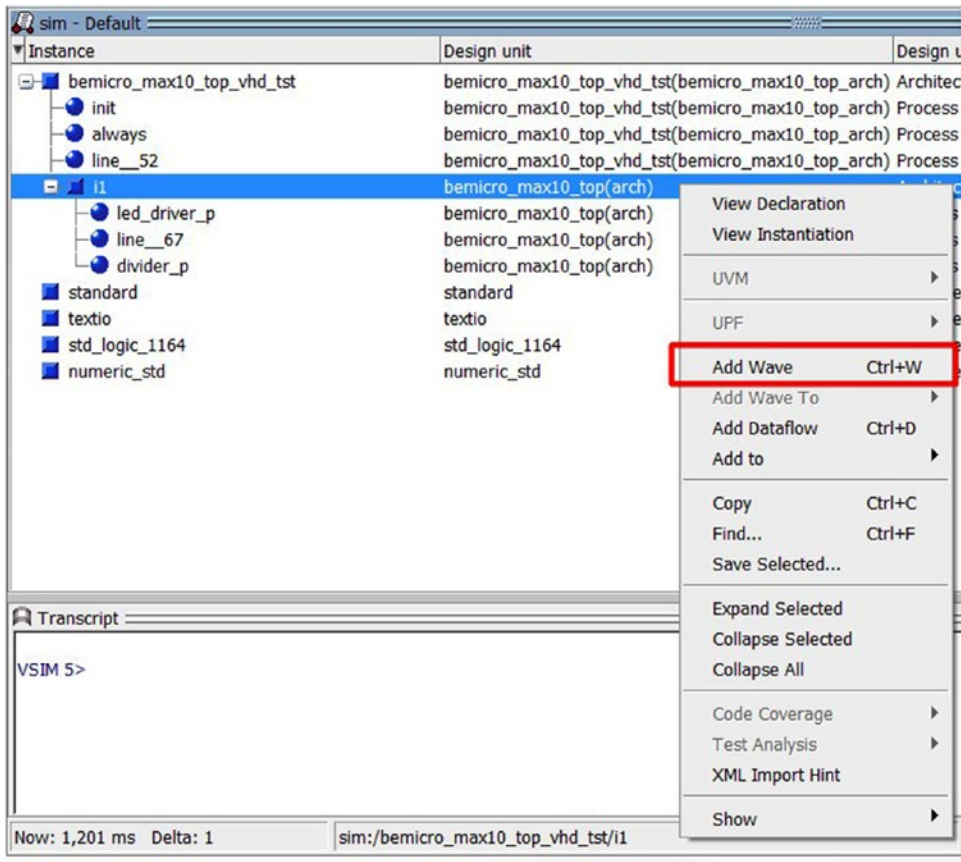 sim - Default
Instance Design unit Design u
bemicro_max10_top_vhd_tst bemicro_max10_top_vhd_tst(bemicro_max10_top_arch) Architec
init bemicro_max10_top_vhd_tst(bemicro_max10_top_arch) Process
always bemicro_max10_top_vhd_tst(bemicro_max10_top_arch) Process
line__52 bemicro_max10_top_vhd_tst(bemicro_max10_top_arch) Process
i1 bemicro_max10_top(arch)
led_driver_p bemicro_max10_top(arch)
line__67 bemicro_max10_top(arch)
divider_p bemicro_max10_top(arch)
standard standard
textio textio
std_logic_1164 std_logic_1164
numeric_std numeric_std
View Declaration
View Instantiation
UVM
UPF
Add Wave Ctrl+W
Add Wave To
Add Dataflow Ctrl+D
Add to
Copy Ctrl+C
Find... Ctrl+F
Save Selected...
Expand Selected
Collapse Selected
Collapse All
Code Coverage
Test Analysis
XML Import Hint
Show
Transcript
VSIM 5>
Now: 1,201 ms Delta: 1 sim:/bemicro_max10_top_vhd_tst/i1